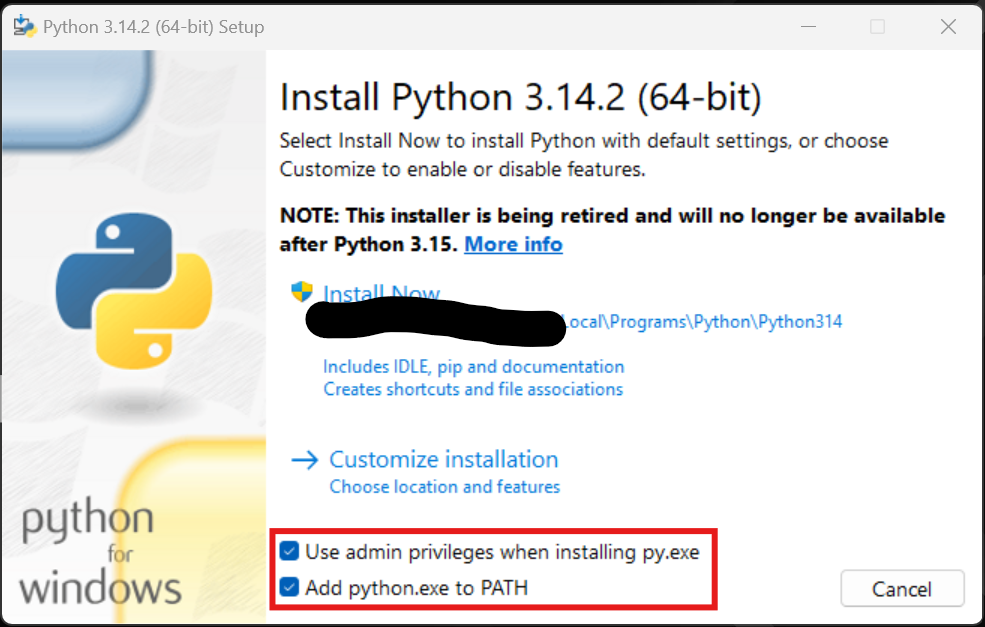 Python 3.14.2 (64-bit) Setup
Install Python 3.14.2 (64-bit)
Select Install Now to install Python with default settings, or choose
Customize to enable or disable features.
NOTE: This installer is being retired and will no longer be available
after Python 3.15. More info
Install Now
Local\Programs\Python\Python314
Includes IDLE, pip and documentation
Creates shortcuts and file associations
Customize installation
Choose location and features
python
for
windows
Use admin privileges when installing py.exe
Add python.exe to PATH
Cancel